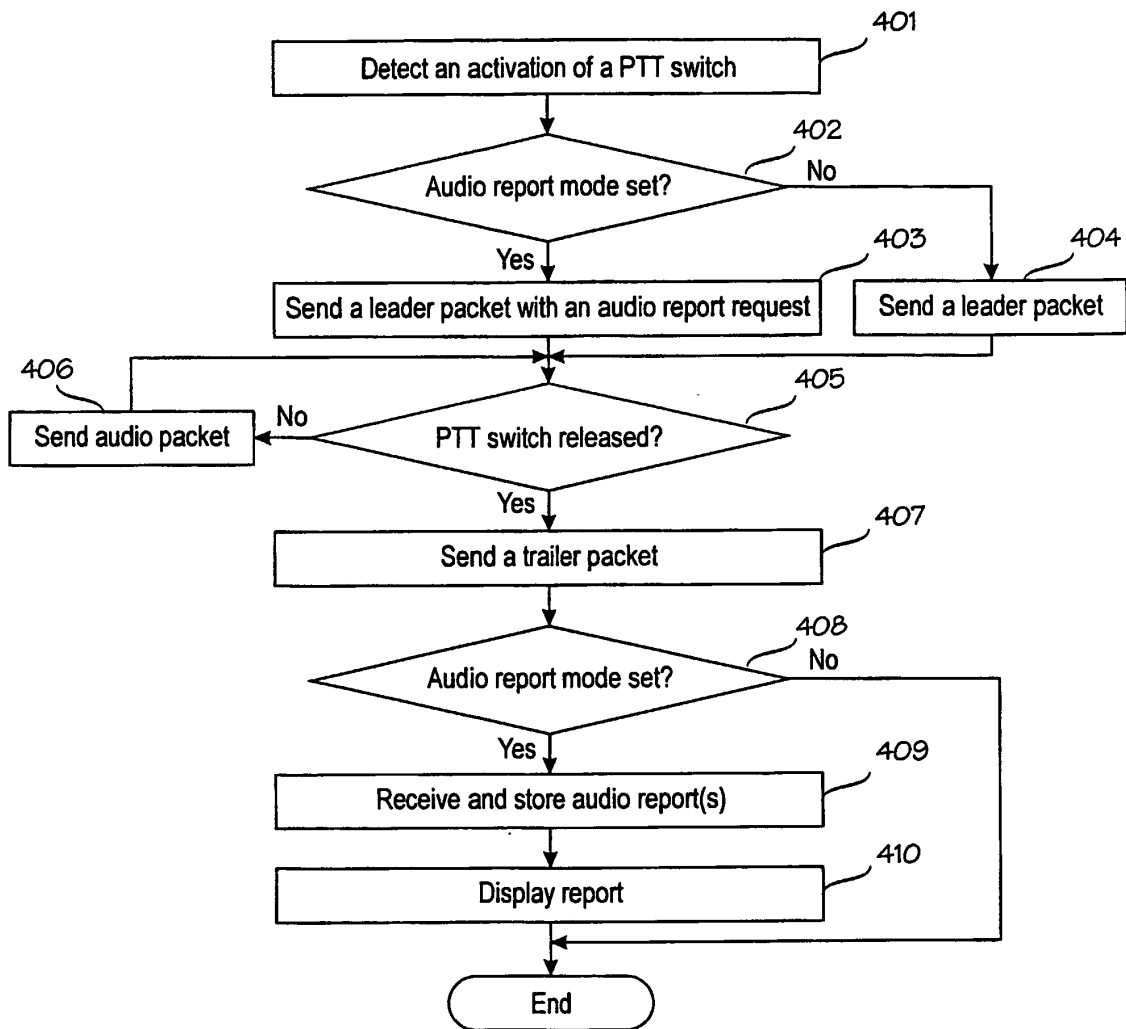 401
Detect an activation of a PTT switch
402
Audio report mode set?
No
Yes
403
404
Send a leader packet with an audio report request
Send a leader packet
406
405
No
Send audio packet
PTT switch released?
Yes
407
Send a trailer packet
408
Audio report mode set?
No
Yes
409
Receive and store audio report(s)
410
Display report
End